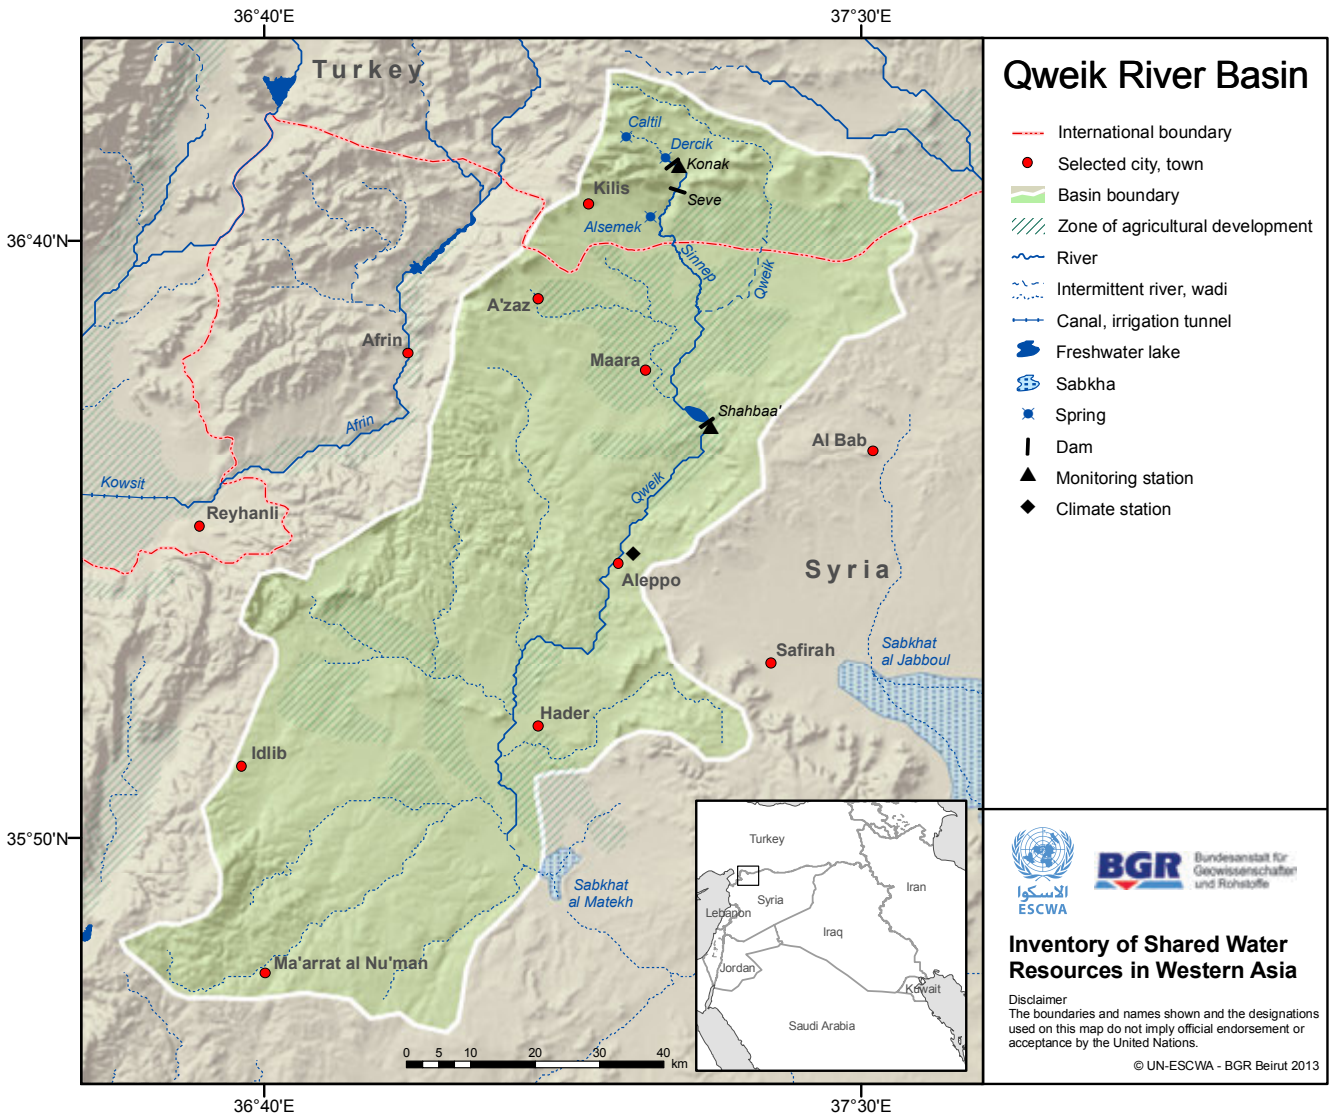 36°40'E
37°30'E
Turkey
Qweik River Basin
International boundary
Selected city, town
Basin boundary
Zone of agricultural development
River
Intermittent river, wadi
Canal, irrigation tunnel
Freshwater lake
Sabkha
Spring
Dam
Monitoring station
Climate station
Caltil
Dercik
Konak
Kilis
Seve
Alsemek
36°40'N
Sinnep
Qweik
A'zaz
Afrin
Maara
Shahbaa'
Afrin
Al Bab
Kowsit
Qweik
Reyhanli
Aleppo
Syria
Safirah
Sabkhat
al Jabboul
Hader
Idlib
35°50'N
Sabkhat
al Matekh
Ma'arrat al Nu'man
0 5 10 20 30 40 km
Turkey
Syria
Iran
Lebanon
Iraq
Jordan
Kuwait
Saudi Arabia
الاسكوا
ESCWA
BGR
Bundesanstalt für
Geowissenschaften
und Rohstoffe
Inventory of Shared Water
Resources in Western Asia
Disclaimer
The boundaries and names shown and the designations
used on this map do not imply official endorsement or
acceptance by the United Nations.
© UN-ESCWA - BGR Beirut 2013
36°40'E
37°30'E